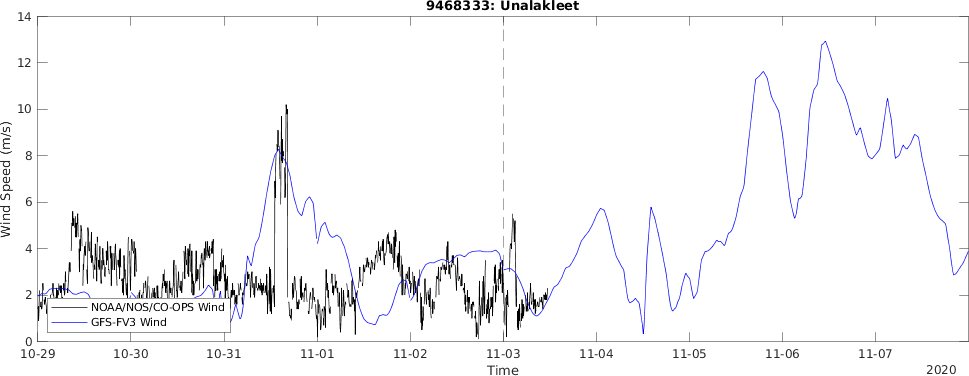 9468333: Unalakleet
14
12
10
8
6
4
2
0
Wind Speed (m/s)
NOAA/NOS/CO-OPS Wind
GFS-FV3 Wind
10-29 10-30 10-31 11-01 11-02 11-03 11-04 11-05 11-06 11-07
Time
2020